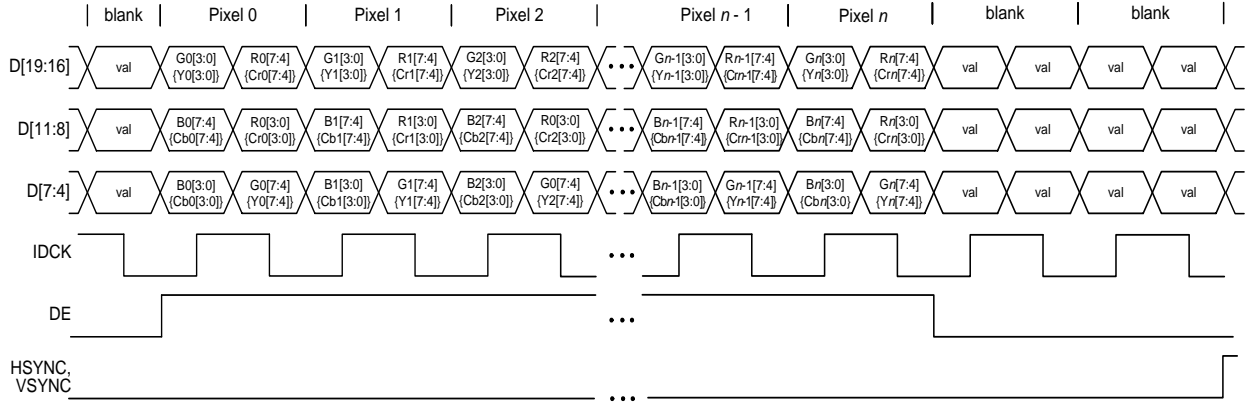 blank Pixel 0 Pixel 1 Pixel 2 Pixel n - 1 Pixel n blank blank
D[19:16] val G0[3:0] R0[7:4] G1[3:0] R1[7:4] G2[3:0] R2[7:4] ••• Gn-1[3:0] Rn-1[7:4] Gn[3:0] Rn[7:4] val val val val
{Y0[3:0]} {Cr0[7:4]} {Y1[3:0]} {Cr1[7:4]} {Y2[3:0]} {Cr2[7:4]} {Yn-1[3:0]} {Crn-1[7:4]} {Yn[3:0]} {Crn[7:4]}
D[11:8] val B0[7:4] R0[3:0] B1[7:4] R1[3:0] B2[7:4] R0[3:0] ••• Bn-1[7:4] Rn-1[3:0] Bn[7:4] Rn[3:0] val val val val
{Cb0[7:4]} {Cr0[3:0]} {Cb1[7:4]} {Cr1[3:0]} {Cb2[7:4]} {Cr2[3:0]} {Cbn-1[7:4]} {Crn-1[3:0]} {Cbn[7:4]} {Crn[3:0]}
D[7:4] val B0[3:0] G0[7:4] B1[3:0] G1[7:4] B2[3:0] G0[7:4] ••• Bn-1[3:0] Gn-1[7:4] Bn[3:0] Gn[7:4] val val val val
{Cb0[3:0]} {Y0[7:4]} {Cb1[3:0]} {Y1[7:4]} {Cb2[3:0]} {Y2[7:4]} {Cbn-1[3:0]} {Yn-1[7:4]} {Cbn[3:0} {Yn[7:4]}
IDCK •••
DE •••
HSYNC,
VSYNC •••